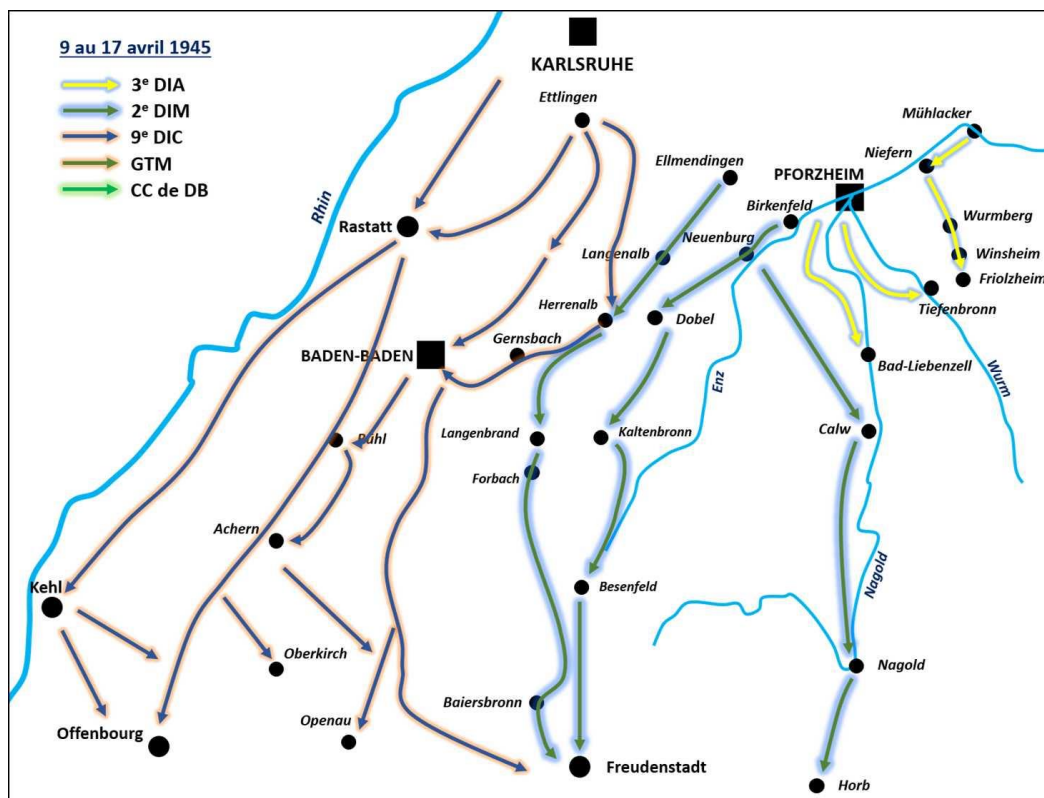 9 au 17 avril 1945
3e DIA
2e DIM
9e DIC
GTM
CC de DB
KARLSRUHE
Ettlingen
Mühlacker
Niefern
Ellmendingen
PFORZHEIM
Birkenfeld
Rhin
Rastatt
Wurmberg
Neuenburg
Langenalb
Winsheim
Friolzheim
Tiefenbronn
Herrenalb
Dobel
Gernsbach
BADEN-BADEN
Bad-Liebenzell
Wurm
Enz
Bühl
Langenbrand
Kaltenbronn
Calw
Forbach
Achern
Kehl
Besenfeld
Nagold
Oberkirch
Nagold
Baiersbronn
Openau
Offenbourg
Freudenstadt
Horb